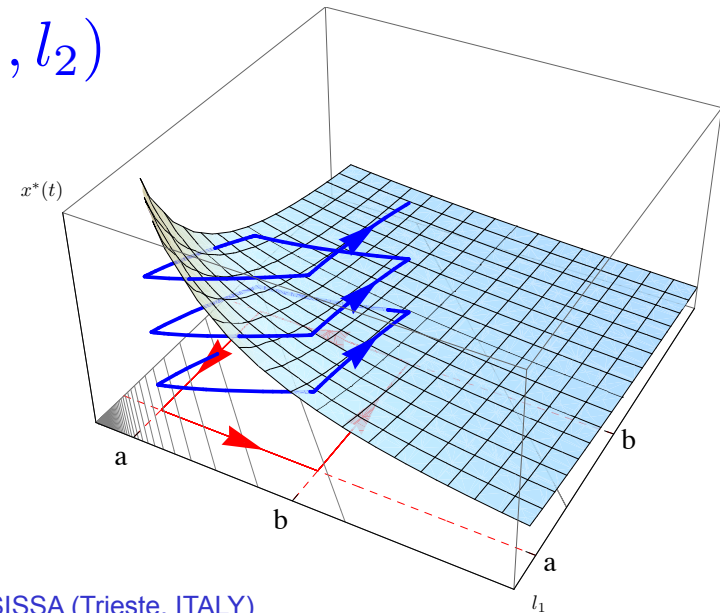 , l₂)
x*(t)
a
b
b
a
l₁
SISSA (Trieste, ITALY)